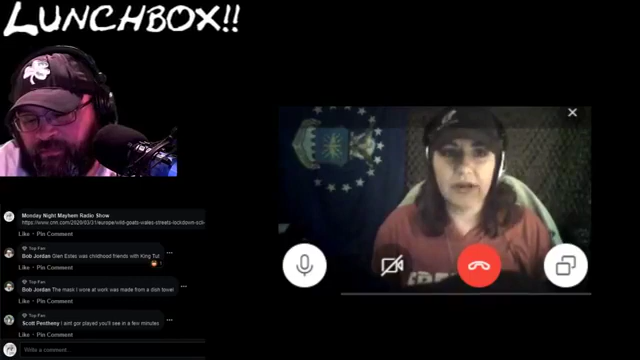 LUNCHBOX!!
Monday Night Mayhem Radio Show
https://www.cnn.com/2020/03/31/europe/wild-goats-wales-streets-lockdown-scli
Like · Pin Comment
Top Fan
Bob Jordan Glen Estes was childhood friends with King Tut
Like · Pin Comment
Top Fan
Bob Jordan The mask I wore at work was made from a dish towel
Like · Pin Comment
Top Fan
Scott Pentheny I aint gor played you'll see in a few minutes
Like · Pin Comment
Write a comment...